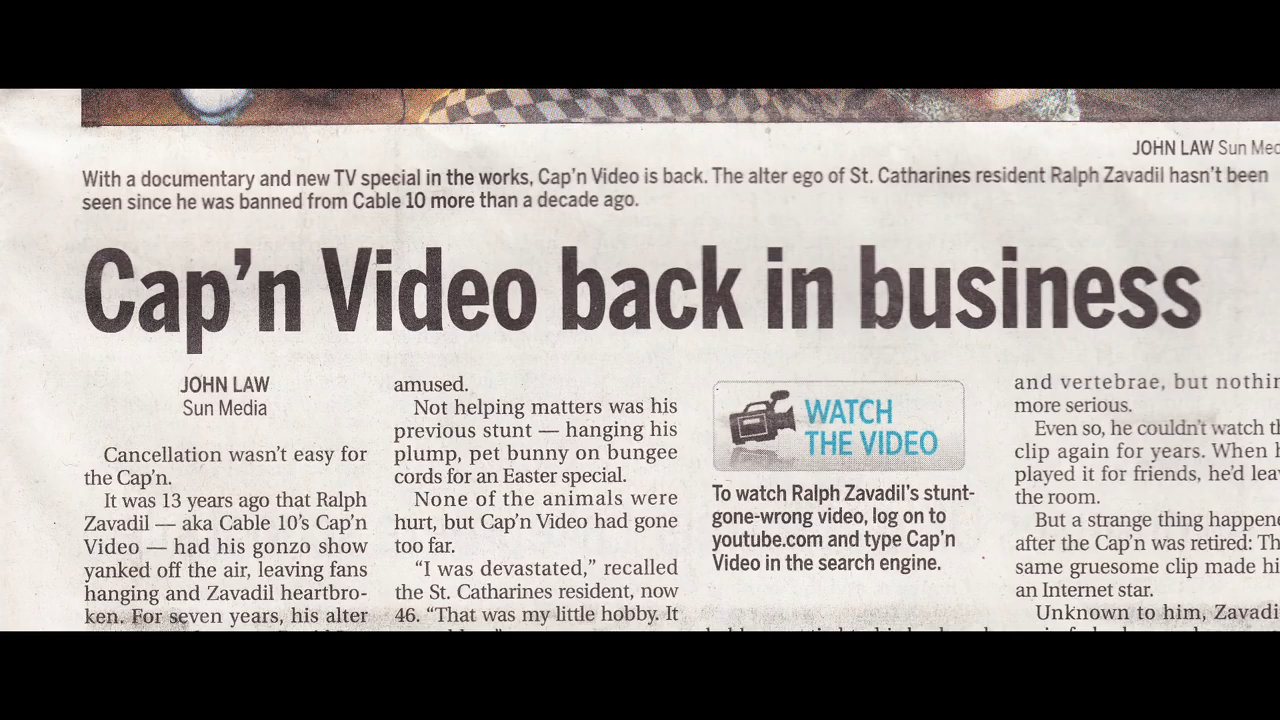 JOHN LAW Sun
With a documentary and new TV special in the works, Cap'n Video is back. The alter ego of St. Catharines resident Ralph Zavadil hasn't been
seen since he was banned from Cable 10 more than a decade ago.
Cap'n Video back in business
JOHN LAW
Sun Media
Cancellation wasn't easy for
the Cap'n.
It was 13 years ago that Ralph
Zavadil — aka Cable 10's Cap'n
Video — had his gonzo show
yanked off the air, leaving fans
hanging and Zavadil heartbro-
ken. For seven years, his alter
amused.
Not helping matters was his
previous stunt — hanging his
plump, pet bunny on bungee
cords for an Easter special.
None of the animals were
hurt, but Cap'n Video had gone
too far.
"I was devastated," recalled
the St. Catharines resident, now
46. "That was my little hobby. It
WATCH
THE VIDEO
To watch Ralph Zavadil's stunt-
gone-wrong video, log on to
youtube.com and type Cap'n
Video in the search engine.
and vertebrae, but
more serious.
Even so, he couldn't watch
clip again for years. When
played it for friends, he'd
the room.
But a strange thing
after the Cap'n was retired:
same gruesome clip made
an Internet star.
Unknown to him,